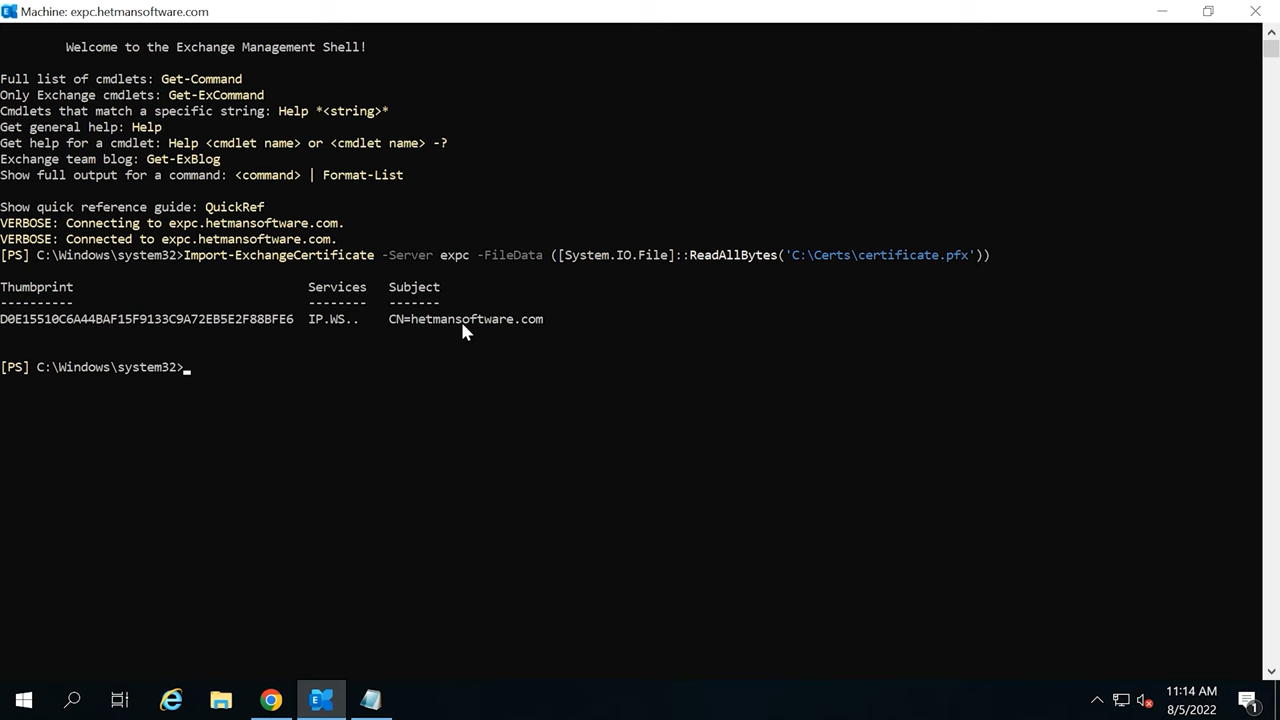 Machine: expc.hetmansoftware.com
Welcome to the Exchange Management Shell!
Full list of cmdlets: Get-Command
Only Exchange cmdlets: Get-ExCommand
Cmdlets that match a specific string: Help *<string>*
Get general help: Help
Get help for a cmdlet: Help <cmdlet name> or <cmdlet name> -?
Exchange team blog: Get-ExBlog
Show full output for a command: <command> | Format-List
Show quick reference guide: QuickRef
VERBOSE: Connecting to expc.hetmansoftware.com.
VERBOSE: Connected to expc.hetmansoftware.com.
[PS] C:\Windows\system32>Import-ExchangeCertificate -Server expc -FileData ([System.IO.File]::ReadAllBytes('C:\Certs\certificate.pfx'))
Thumbprint Services Subject
---------- -------- -------
D0E15510C6A44BAF15F9133C9A72EB5E2F88BFE6 IP.WS.. CN=hetmansoftware.com
[PS] C:\Windows\system32>_
11:14 AM
8/5/2022
1